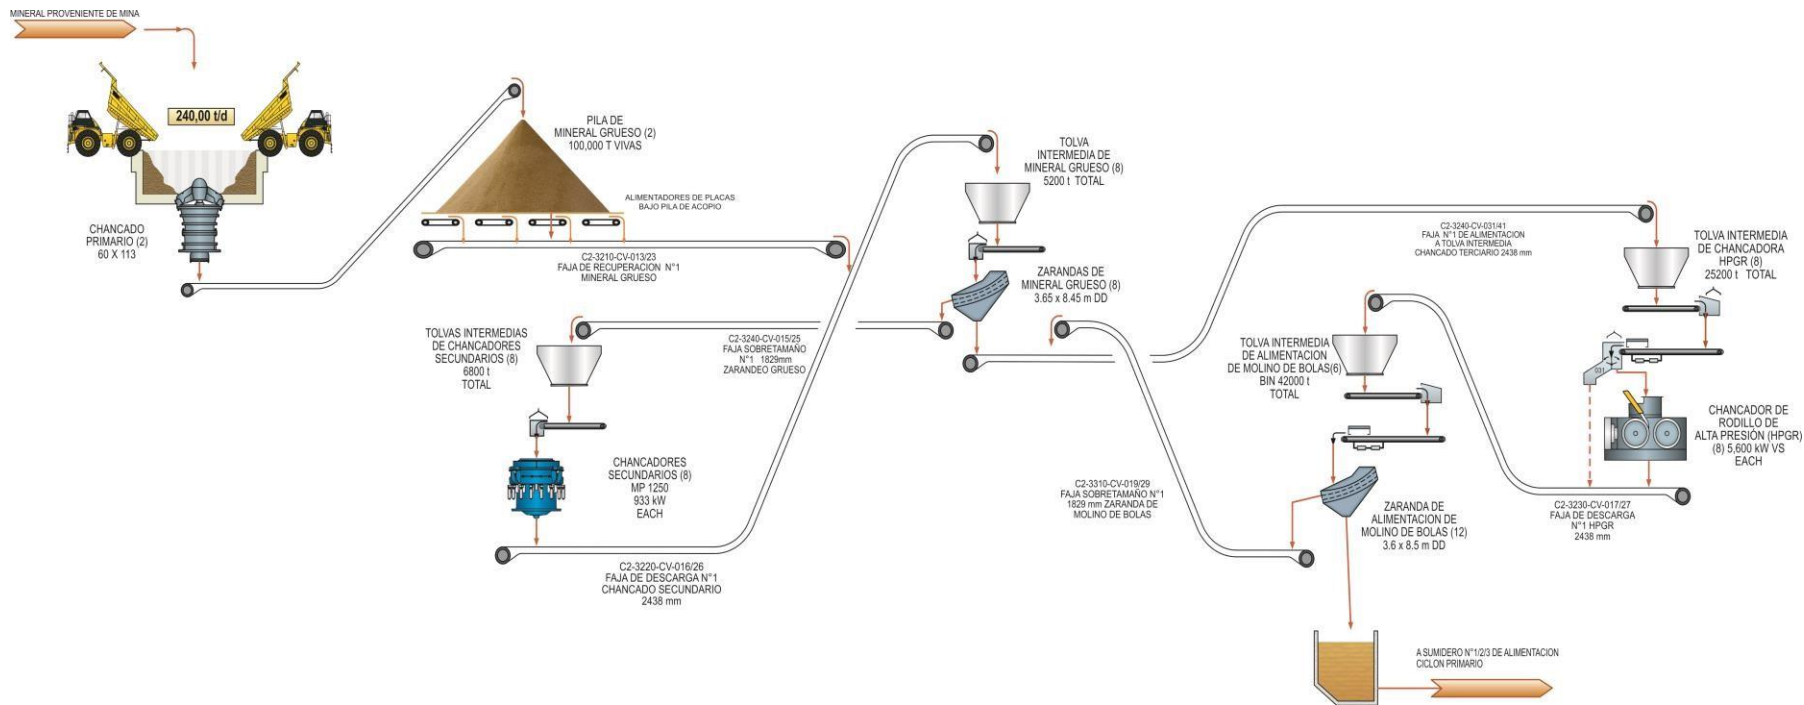 MINERAL PROVENIENTE DE MINA
240,00 t/d
CHANCADO
PRIMARIO (2)
60 X 113
PILA DE
MINERAL GRUESO (2)
100,000 T VIVAS
ALIMENTADORES DE PLACAS
BAJO PILA DE ACOPIO
C2-3210-CV-013/23
FAJA DE RECUPERACION N°1
MINERAL GRUESO
TOLVAS INTERMEDIAS
DE CHANCADORES
SECUNDARIOS (8)
6800 t
TOTAL
CHANCADORES
SECUNDARIOS (8)
MP 1250
933 kW
EACH
C2-3220-CV-016/26
FAJA DE DESCARGA N°1
CHANCADO SECUNDARIO
2438 mm
C2-3240-CV-015/25
FAJA SOBRETAMAÑO
N°1 1829mm
ZARANDEO GRUESO
TOLVA
INTERMEDIA DE
MINERAL GRUESO (8)
5200 t TOTAL
ZARANDAS DE
MINERAL GRUESO (8)
3.65 x 8.45 m DD
C2-3310-CV-019/29
FAJA SOBRETAMAÑO N°1
1829 mm ZARANDA DE
MOLINO DE BOLAS
TOLVA INTERMEDIA
DE ALIMENTACION
DE MOLINO DE BOLAS(6)
BIN 42000 t
TOTAL
ZARANDA DE
ALIMENTACION DE
MOLINO DE BOLAS (12)
3.6 x 8.5 m DD
C2-3240-CV-031/41
FAJA N°1 DE ALIMENTACION
A TOLVA INTERMEDIA
CHANCADO TERCIARIO 2438 mm
TOLVA INTERMEDIA
DE CHANCADORA
HPGR (8)
25200 t TOTAL
031
CHANCADOR DE
RODILLO DE
ALTA PRESIÓN (HPGR)
(8) 5,600 kW VS
EACH
C2-3230-CV-017/27
FAJA DE DESCARGA
N°1 HPGR
2438 mm
A SUMIDERO N°1/2/3 DE ALIMENTACION
CICLON PRIMARIO